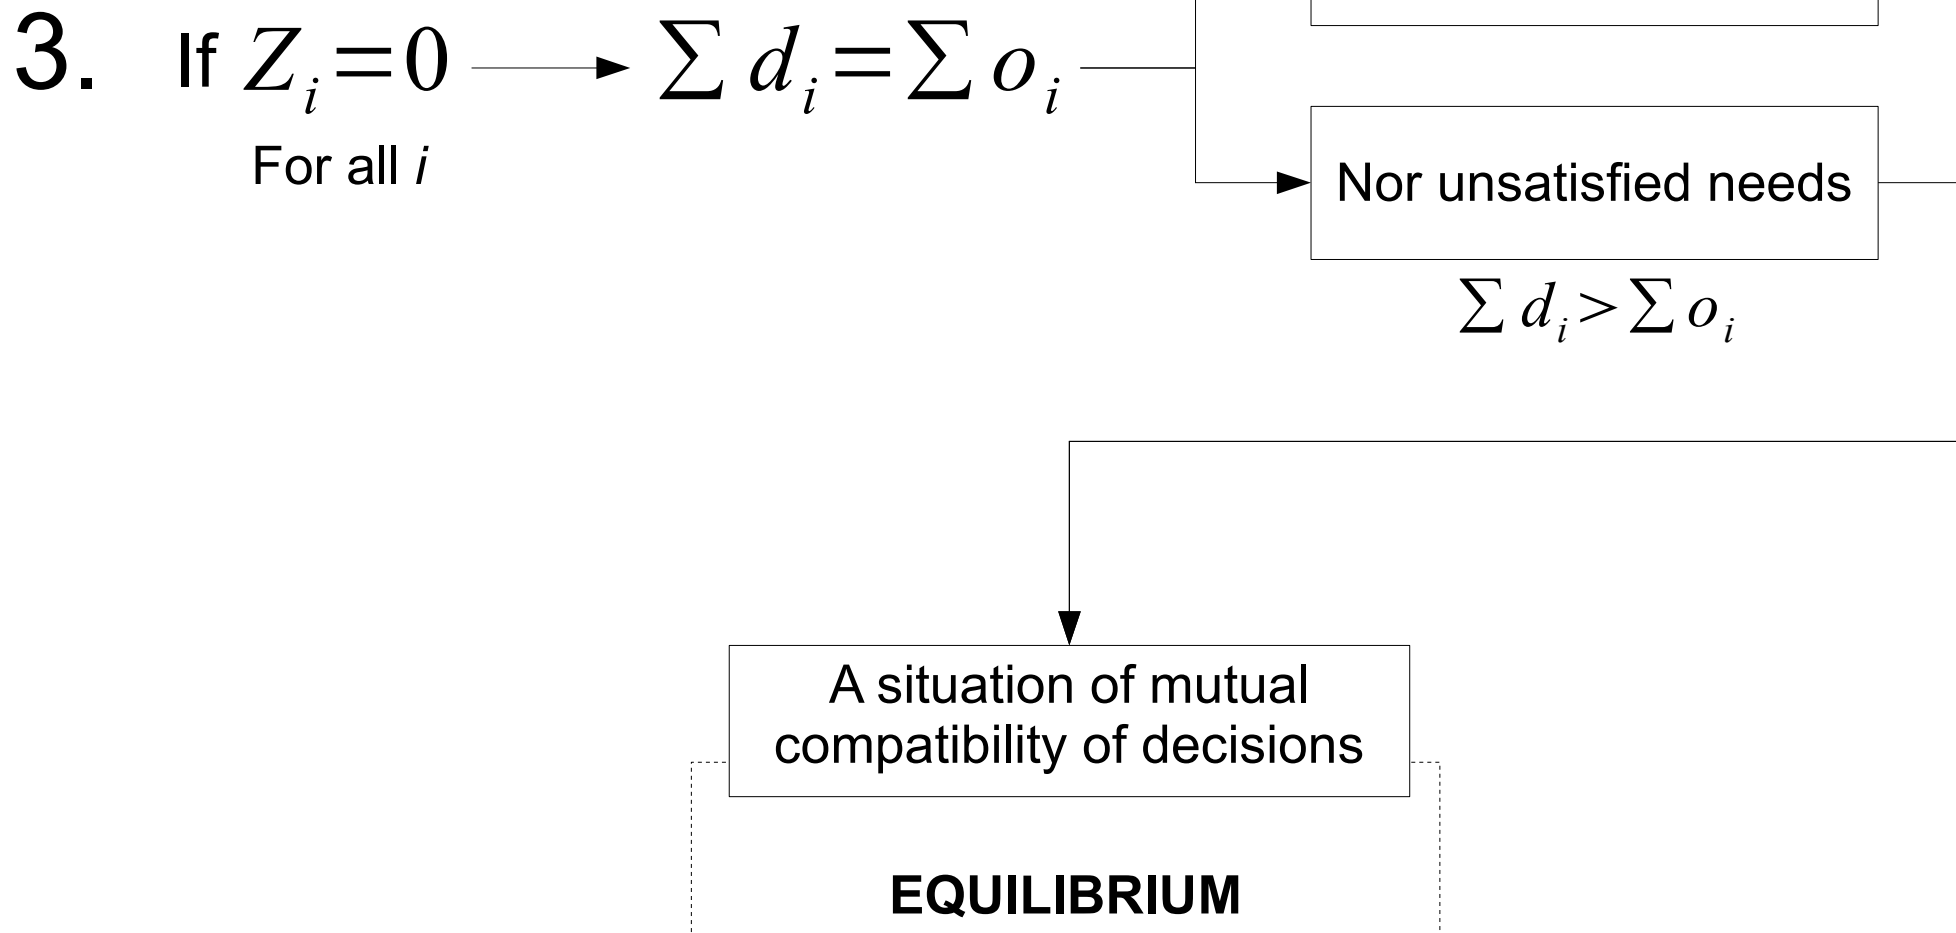 3. If Z_i=0 → ∑ d_i=∑ o_i
For all i
Nor unsatisfied needs
∑ d_i>∑ o_i
A situation of mutual
compatibility of decisions
EQUILIBRIUM